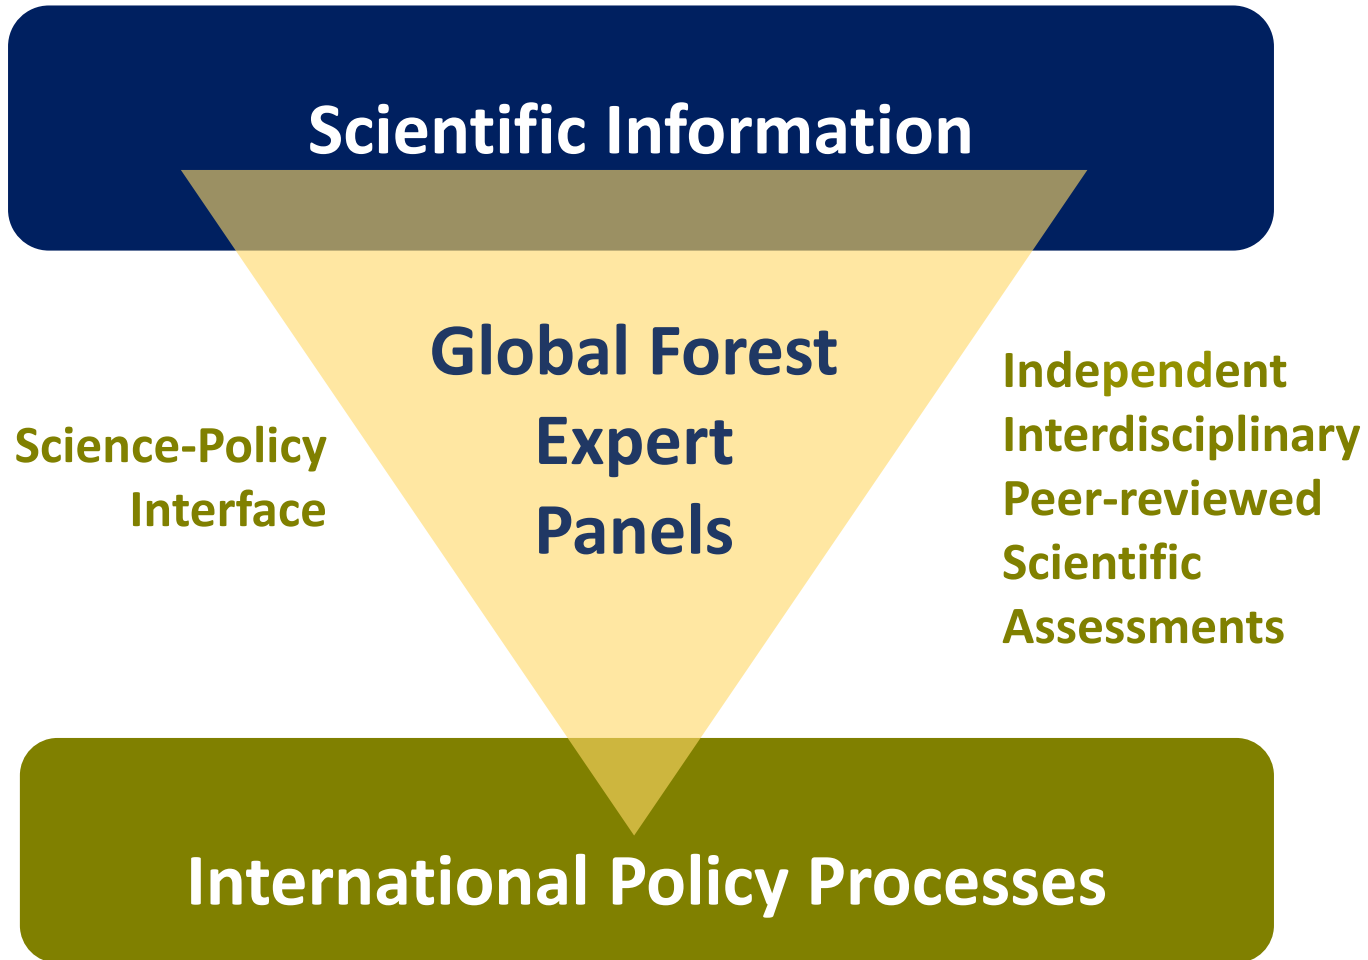 Scientific Information
Global Forest
Expert
Panels
Science-Policy
Interface
Independent
Interdisciplinary
Peer-reviewed
Scientific
Assessments
International Policy Processes